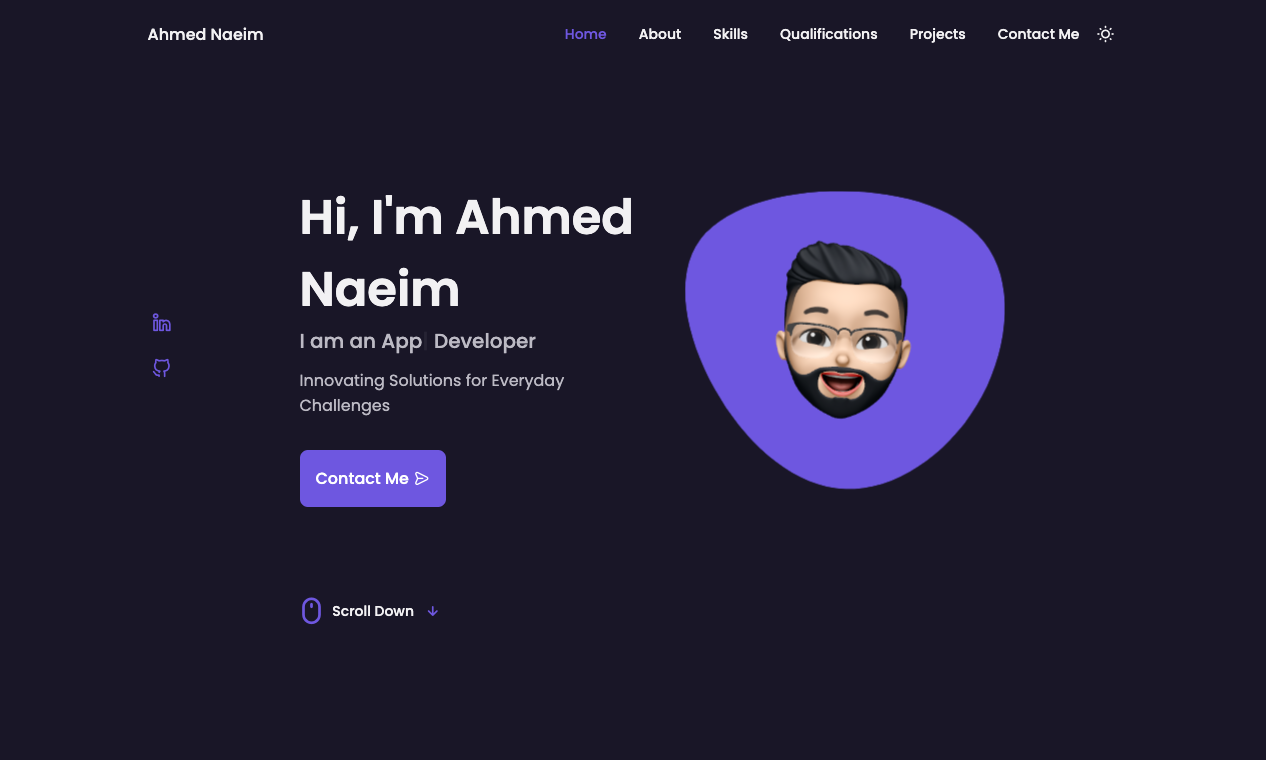 Ahmed Naeim
Home About Skills Qualifications Projects Contact Me
Hi, I'm Ahmed
Naeim
I am an App| Developer
Innovating Solutions for Everyday
Challenges
Contact Me
Scroll Down